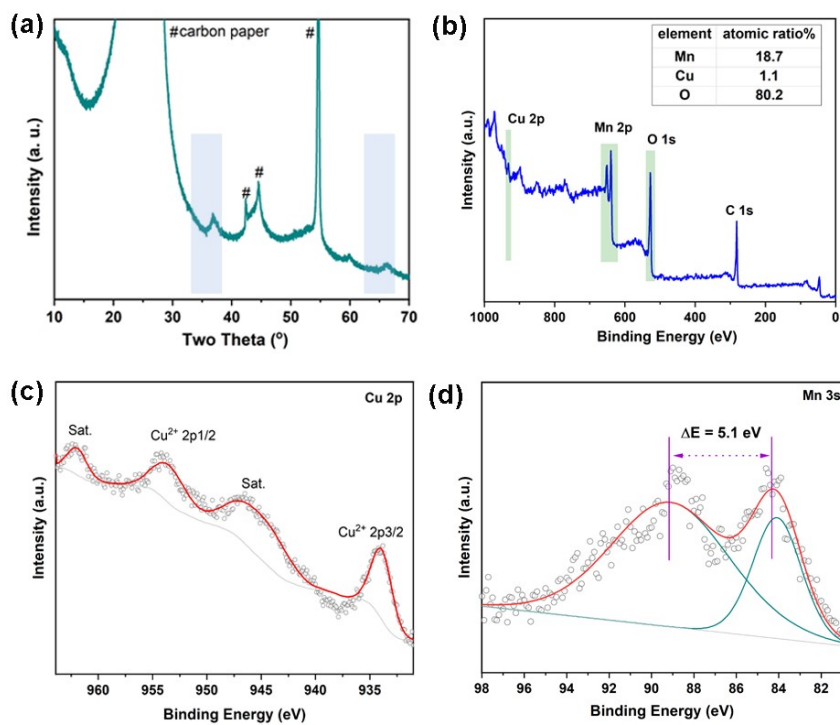 (a)
#carbon paper
#
#
#
Intensity (a. u.)
10 20 30 40 50 60 70
Two Theta (°)
(b)
element atomic ratio%
Mn 18.7
Cu 1.1
O 80.2
Cu 2p
Mn 2p
O 1s
C 1s
Intensity (a.u.)
1000 800 600 400 200 0
Binding Energy (eV)
(c)
Cu 2p
Sat.
Cu²⁺ 2p1/2
Sat.
Cu²⁺ 2p3/2
Intensity (a.u.)
960 955 950 945 940 935
Binding Energy (eV)
(d)
Mn 3s
ΔE = 5.1 eV
Intensity (a.u.)
98 96 94 92 90 88 86 84 82
Binding Energy (eV)